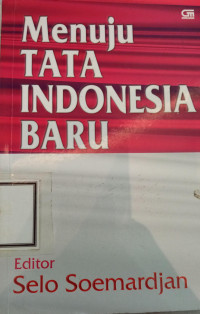 Menuju
TATA
INDONESIA
BARU
Editor
Selo Soemardjan